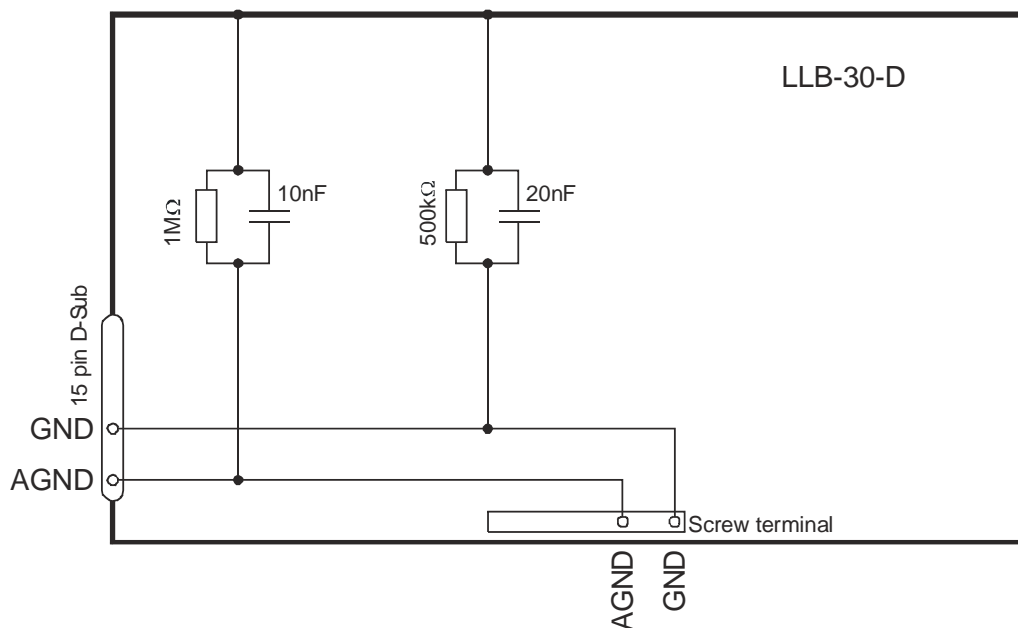 LLB-30-D
1MΩ
10nF
500kΩ
20nF
15 pin D-Sub
GND
AGND
Screw terminal
AGND
GND